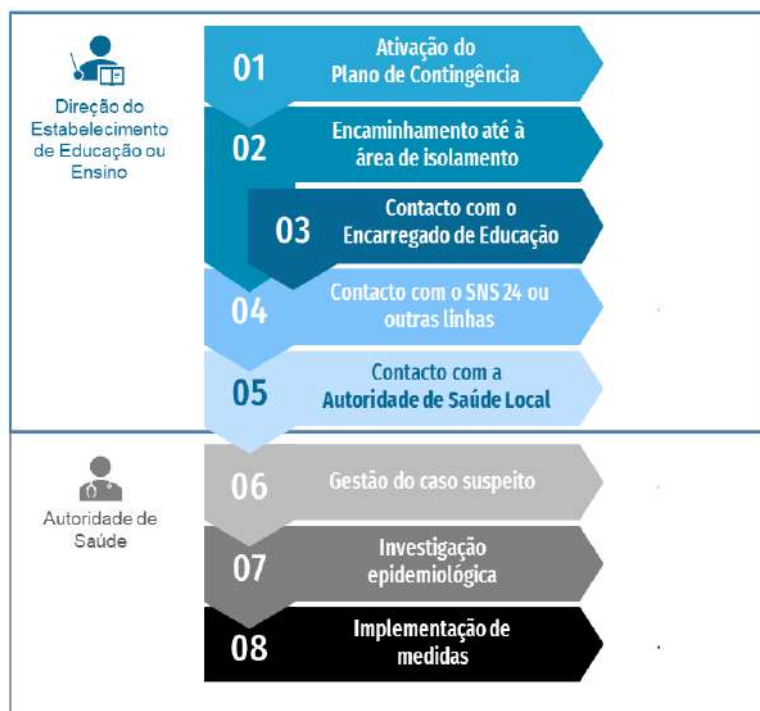 Direção do
Estabelecimento
de Educação ou
Ensino
01
Ativação do
Plano de Contingência
02
Encaminhamento até à
área de isolamento
03
Contacto com o
Encarregado de Educação
04
Contacto com o SNS 24 ou
outras linhas
05
Contacto com a
Autoridade de Saúde Local
Autoridade de
Saúde
06
Gestão do caso suspeito
07
Investigação
epidemiológica
08
Implementação de
medidas